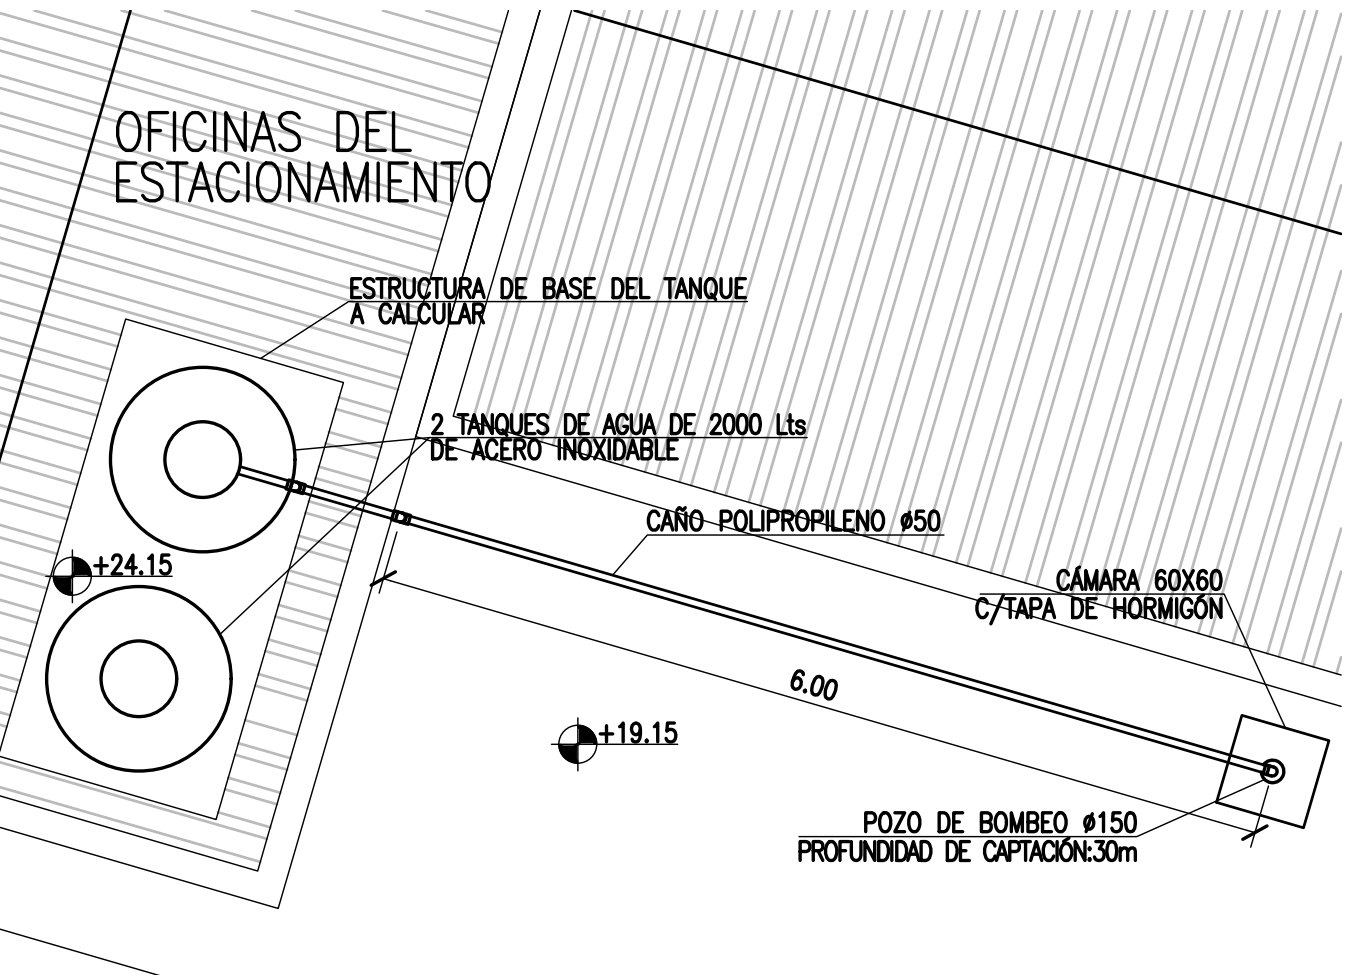 OFICINAS DEL
ESTACIONAMIENTO
ESTRUCTURA DE BASE DEL TANQUE
A CALCULAR
2 TANQUES DE AGUA DE 2000 Lts
DE ACERO INOXIDABLE
CAÑO POLIPROPILENO ø50
+24.15
CÁMARA 60X60
C/TAPA DE HORMIGÓN
6.00
+19.15
POZO DE BOMBEO ø150
PROFUNDIDAD DE CAPTACIÓN:30m